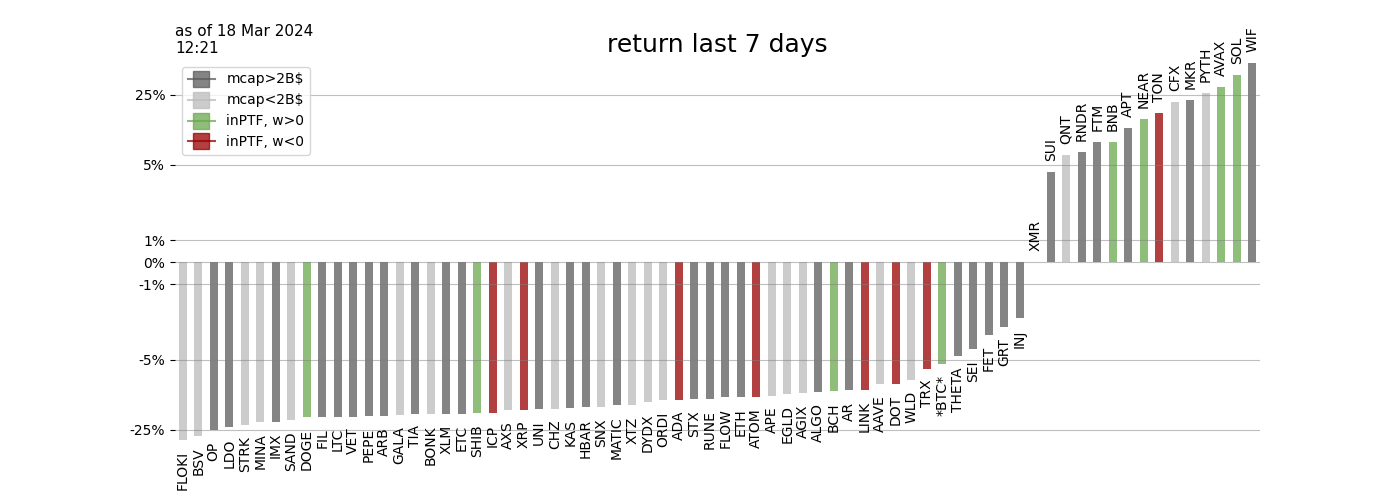 as of 18 Mar 2024
12:21
return last 7 days
mcap>2B$
mcap<2B$
inPTF, w>0
inPTF, w<0
25%
5%
1%
0%
-1%
-5%
-25%
FLOKI
BSV
OP
LDO
STRK
MINA
IMX
SAND
DOGE
FIL
LTC
VET
PEPE
ARB
GALA
TIA
BONK
XLM
ETC
SHIB
ICP
AXS
XRP
UNI
CHZ
KAS
HBAR
SNX
MATIC
XTZ
DYDX
ORDI
ADA
STX
RUNE
FLOW
ETH
ATOM
APE
EGLD
AGIX
ALGO
BCH
AR
LINK
AAVE
DOT
WLD
TRX
*BTC*
THETA
SEI
FET
GRT
INJ
XMR
SUI
QNT
RNDR
FTM
BNB
APT
NEAR
TON
CFX
MKR
PYTH
AVAX
SOL
WIF